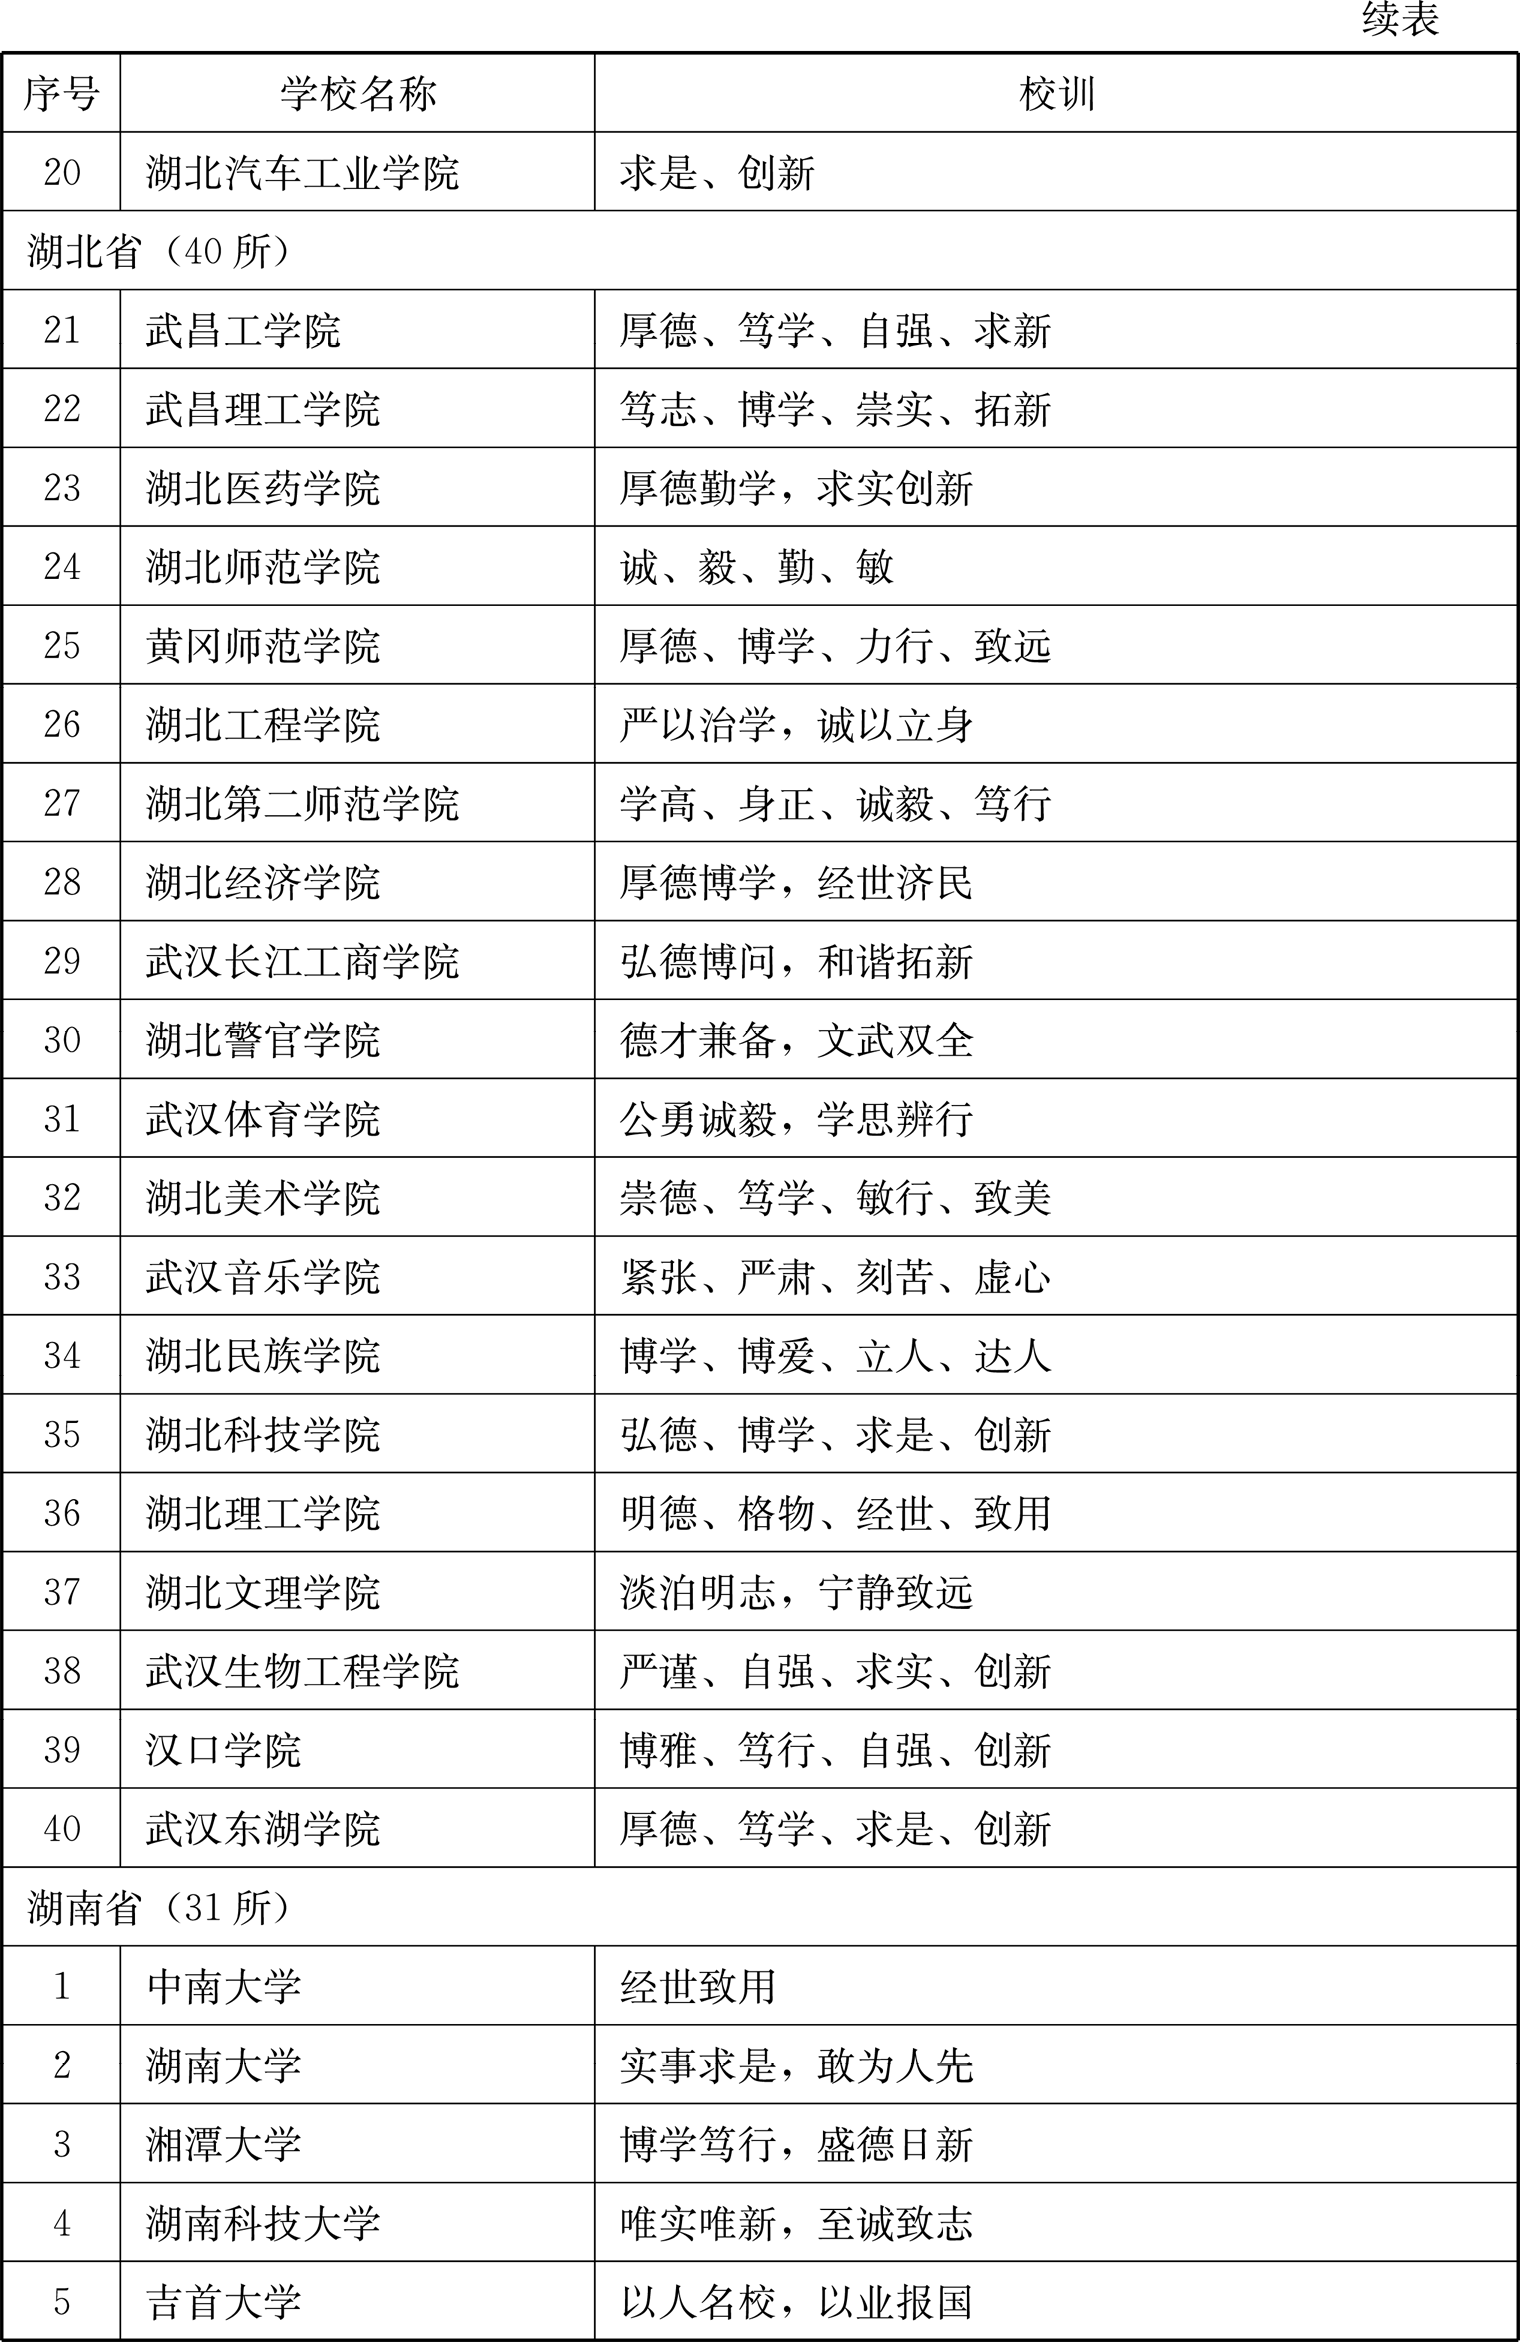 续表
序号 学校名称 校训
20 湖北汽车工业学院 求是、创新
湖北省（40 所）
21 武昌工学院 厚德、笃学、自强、求新
22 武昌理工学院 笃志、博学、崇实、拓新
23 湖北医药学院 厚德勤学，求实创新
24 湖北师范学院 诚、毅、勤、敏
25 黄冈师范学院 厚德、博学、力行、致远
26 湖北工程学院 严以治学，诚以立身
27 湖北第二师范学院 学高、身正、诚毅、笃行
28 湖北经济学院 厚德博学，经世济民
29 武汉长江工商学院 弘德博问，和谐拓新
30 湖北警官学院 德才兼备，文武双全
31 武汉体育学院 公勇诚毅，学思辨行
32 湖北美术学院 崇德、笃学、敏行、致美
33 武汉音乐学院 紧张、严肃、刻苦、虚心
34 湖北民族学院 博学、博爱、立人、达人
35 湖北科技学院 弘德、博学、求是、创新
36 湖北理工学院 明德、格物、经世、致用
37 湖北文理学院 淡泊明志，宁静致远
38 武汉生物工程学院 严谨、自强、求实、创新
39 汉口学院 博雅、笃行、自强、创新
40 武汉东湖学院 厚德、笃学、求是、创新
湖南省（31 所）
1 中南大学 经世致用
2 湖南大学 实事求是，敢为人先
3 湘潭大学 博学笃行，盛德日新
4 湖南科技大学 唯实唯新，至诚致志
5 吉首大学 以人名校，以业报国